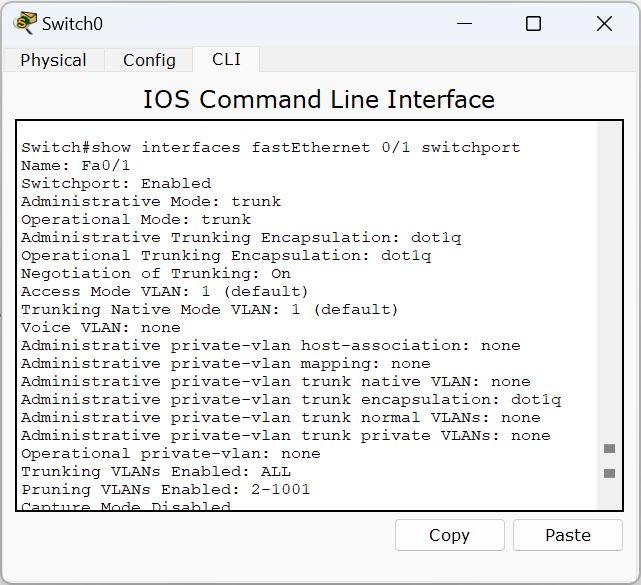 Switch0
Physical Config CLI
IOS Command Line Interface
Switch#show interfaces fastEthernet 0/1 switchport
Name: Fa0/1
Switchport: Enabled
Administrative Mode: trunk
Operational Mode: trunk
Administrative Trunking Encapsulation: dot1q
Operational Trunking Encapsulation: dot1q
Negotiation of Trunking: On
Access Mode VLAN: 1 (default)
Trunking Native Mode VLAN: 1 (default)
Voice VLAN: none
Administrative private-vlan host-association: none
Administrative private-vlan mapping: none
Administrative private-vlan trunk native VLAN: none
Administrative private-vlan trunk encapsulation: dot1q
Administrative private-vlan trunk normal VLANs: none
Administrative private-vlan trunk private VLANs: none
Operational private-vlan: none
Trunking VLANs Enabled: ALL
Pruning VLANs Enabled: 2-1001
Capture Mode Disabled
Copy Paste